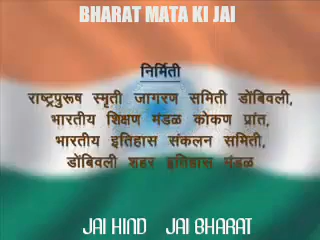 BHARAT MATA KI JAI
निर्मिती
राष्ट्रपुरूष स्मृती जागरण समिती डोंबिवली,
भारतीय शिक्षण मंडळ कोकण प्रांत,
भारतीय इतिहास संकलन समिती,
डोंबिवली शहर इतिहास मंडळ
JAI HIND JAI BHARAT